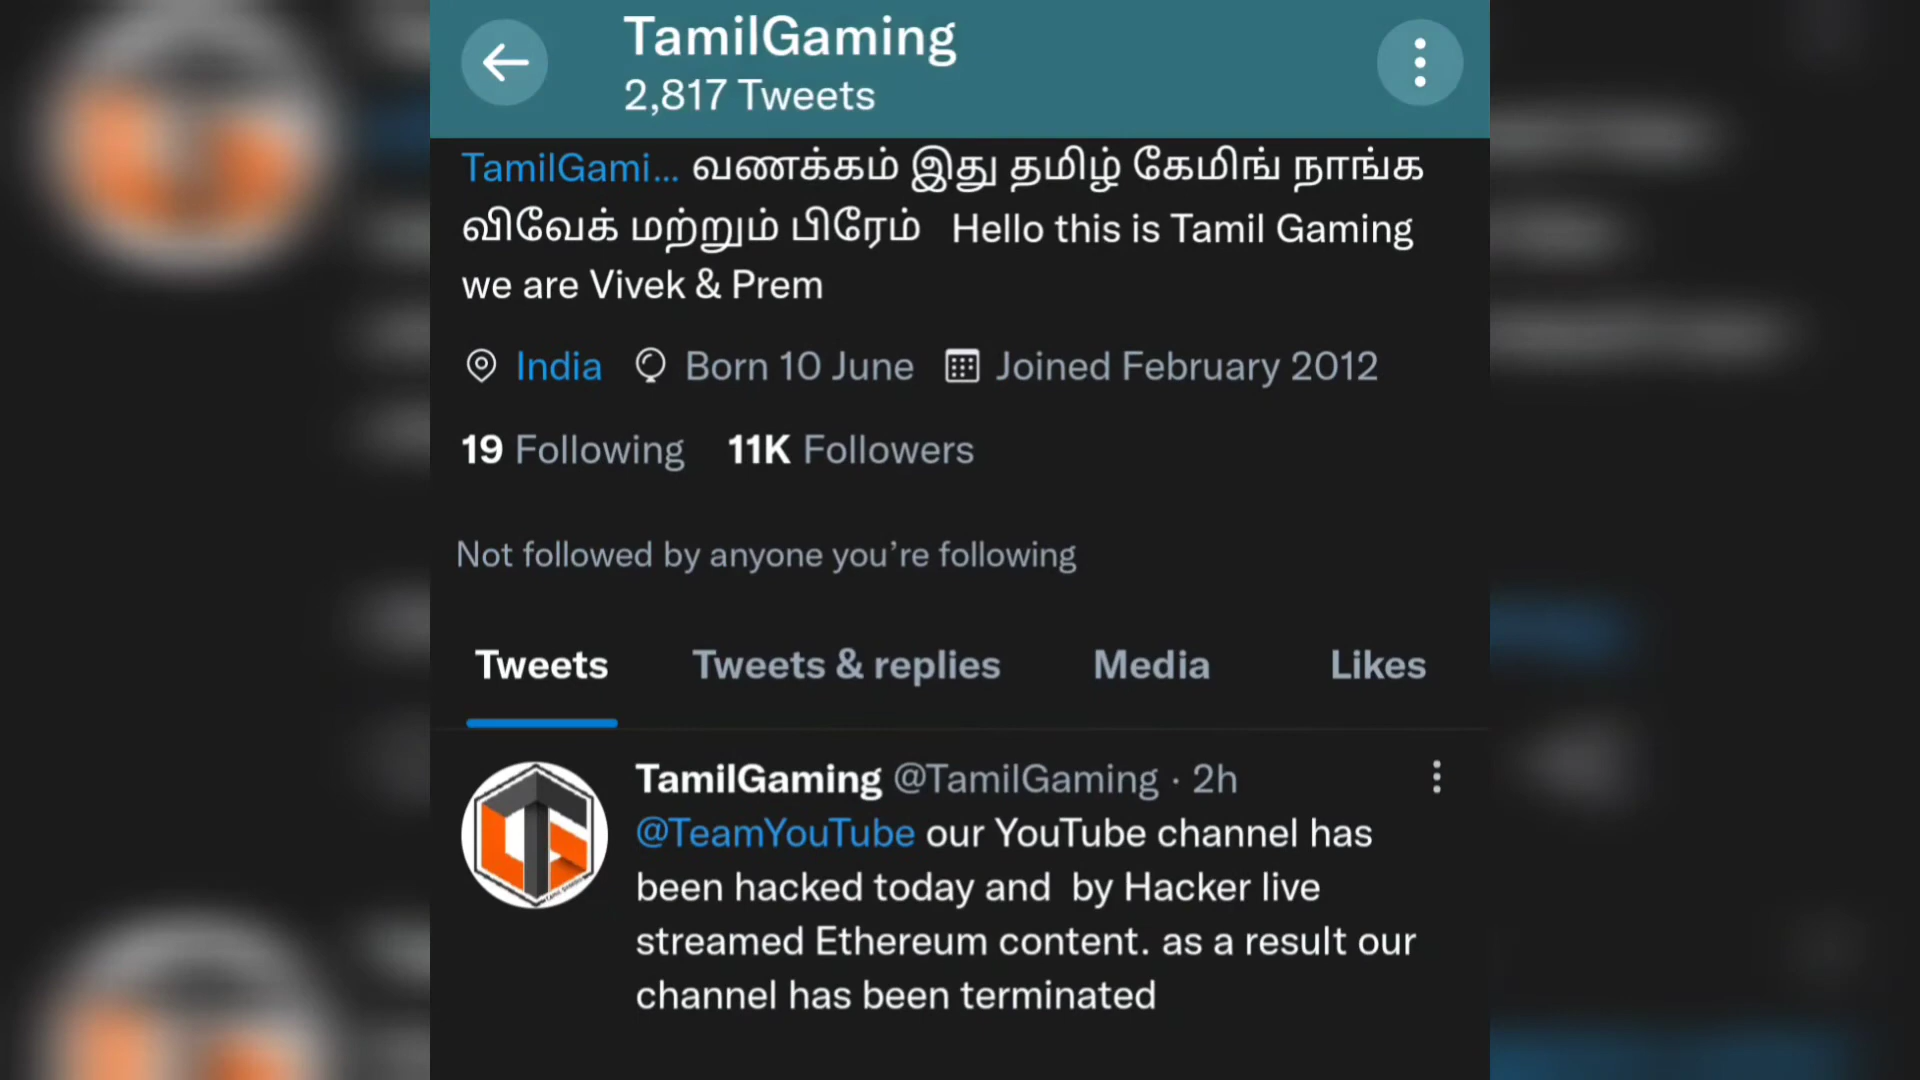 TamilGaming
2,817 Tweets
TamilGami... வணக்கம் இது தமிழ் கேமிங் நாங்க
விவேக் மற்றும் பிரேம் Hello this is Tamil Gaming
we are Vivek & Prem
India Born 10 June Joined February 2012
19 Following 11K Followers
Not followed by anyone you’re following
Tweets Tweets & replies Media Likes
TamilGaming @TamilGaming · 2h
@TeamYouTube our YouTube channel has
been hacked today and by Hacker live
streamed Ethereum content. as a result our
channel has been terminated